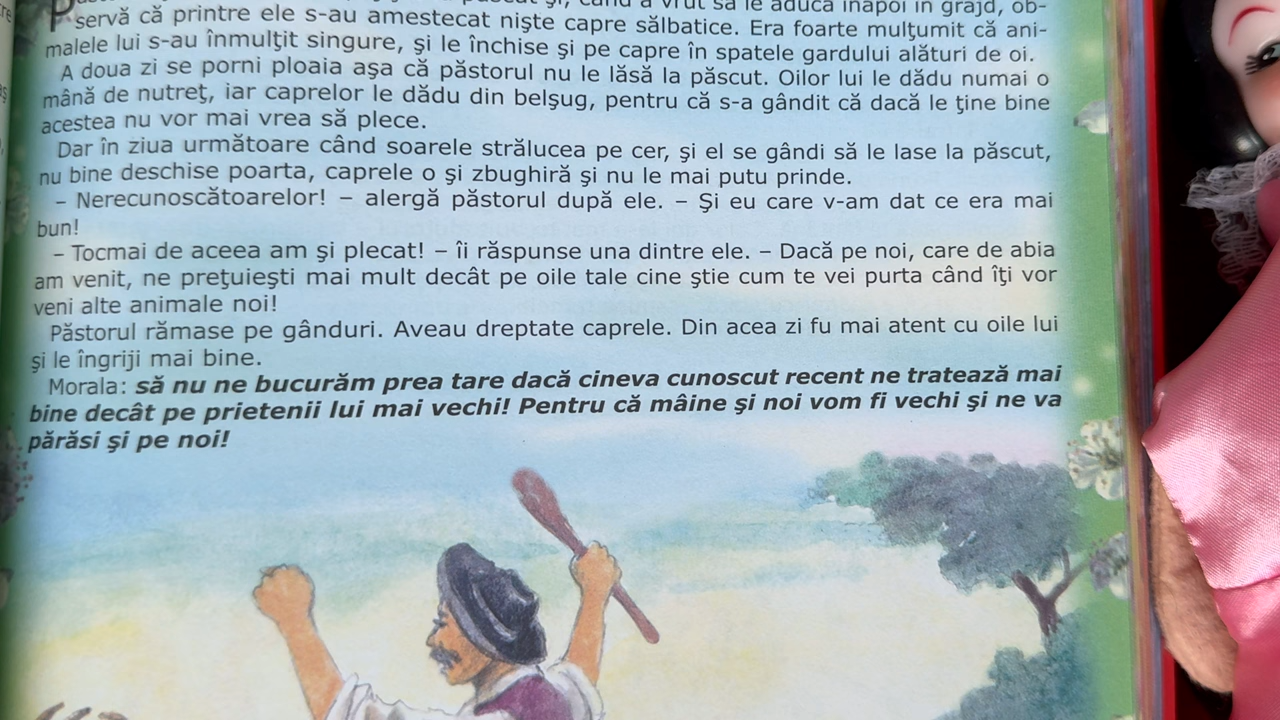 servă că printre ele s-au amestecat nişte capre sălbatice. Era foarte mulţumit că ani-
malele lui s-au înmulţit singure, şi le închise şi pe capre în spatele gardului alături de oi.
A doua zi se porni ploaia aşa că păstorul nu le lăsă la păscut. Oilor lui le dădu numai o
mână de nutreţ, iar caprelor le dădu din belşug, pentru că s-a gândit că dacă le ţine bine
acestea nu vor mai vrea să plece.
Dar în ziua următoare când soarele strălucea pe cer, şi el se gândi să le lase la păscut,
nu bine deschise poarta, caprele o şi zbughiră şi nu le mai putu prinde.
– Nerecunoscătoarelor! – alergă păstorul după ele. – Şi eu care v-am dat ce era mai
bun!
– Tocmai de aceea am şi plecat! – îi răspunse una dintre ele. – Dacă pe noi, care de abia
am venit, ne preţuieşti mai mult decât pe oile tale cine ştie cum te vei purta când îţi vor
veni alte animale noi!
Păstorul rămase pe gânduri. Aveau dreptate caprele. Din acea zi fu mai atent cu oile lui
şi le îngriji mai bine.
Morala: să nu ne bucurăm prea tare dacă cineva cunoscut recent ne tratează mai
bine decât pe prietenii lui mai vechi! Pentru că mâine şi noi vom fi vechi şi ne va
părăsi şi pe noi!